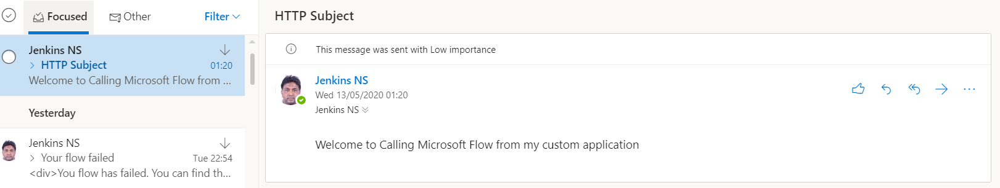 Focused
Other
Filter
Jenkins NS
HTTP Subject
01:20
Welcome to Calling Microsoft Flow from ...
Yesterday
Jenkins NS
Your flow failed
Tue 22:54
<div>You flow has failed. You can find th...
HTTP Subject
This message was sent with Low importance
Jenkins NS
Wed 13/05/2020 01:20
Jenkins NS
Welcome to Calling Microsoft Flow from my custom application